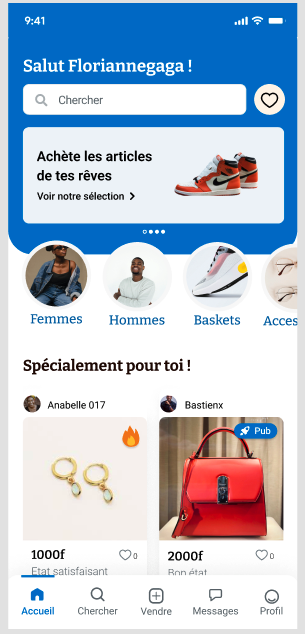 9:41
Salut Floriannegaga !
Chercher
Achète les articles
de tes rêves
Voir notre sélection
Femmes
Hommes
Baskets
Acces
Spécialement pour toi !
Anabelle 017
Bastienx
Pub
1000f
0
2000f
0
Etat satisfaisant
Bon état
Accueil
Chercher
Vendre
Messages
Profil